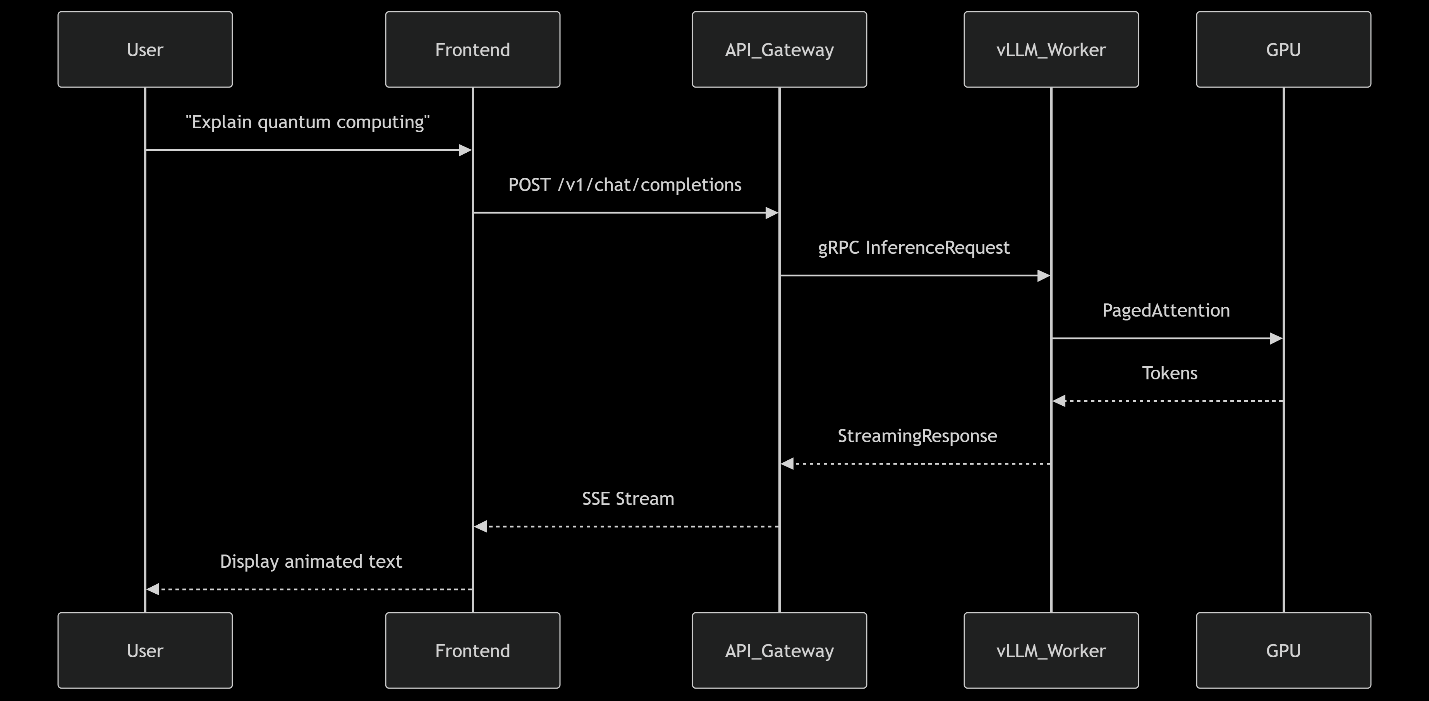 User
Frontend
API_Gateway
vLLM_Worker
GPU
"Explain quantum computing"
POST /v1/chat/completions
gRPC InferenceRequest
PagedAttention
Tokens
StreamingResponse
SSE Stream
Display animated text
User
Frontend
API_Gateway
vLLM_Worker
GPU